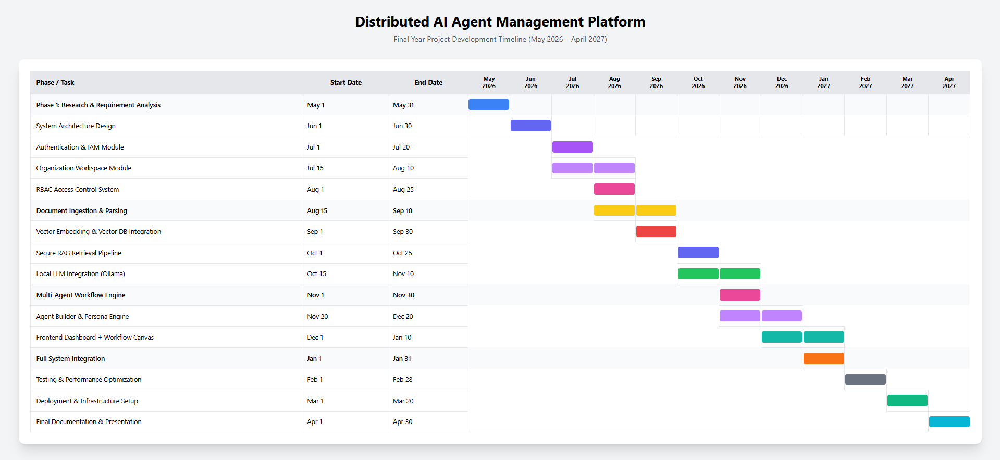 Distributed AI Agent Management Platform
Final Year Project Development Timeline (May 2026 – April 2027)
Phase / Task Start Date End Date May 2026 Jun 2026 Jul 2026 Aug 2026 Sep 2026 Oct 2026 Nov 2026 Dec 2026 Jan 2027 Feb 2027 Mar 2027 Apr 2027
Phase 1: Research & Requirement Analysis May 1 May 31
System Architecture Design Jun 1 Jun 30
Authentication & IAM Module Jul 1 Jul 20
Organization Workspace Module Jul 15 Aug 10
RBAC Access Control System Aug 1 Aug 25
Document Ingestion & Parsing Aug 15 Sep 10
Vector Embedding & Vector DB Integration Sep 1 Sep 30
Secure RAG Retrieval Pipeline Oct 1 Oct 25
Local LLM Integration (Ollama) Oct 15 Nov 10
Multi-Agent Workflow Engine Nov 1 Nov 30
Agent Builder & Persona Engine Nov 20 Dec 20
Frontend Dashboard + Workflow Canvas Dec 1 Jan 10
Full System Integration Jan 1 Jan 31
Testing & Performance Optimization Feb 1 Feb 28
Deployment & Infrastructure Setup Mar 1 Mar 20
Final Documentation & Presentation Apr 1 Apr 30